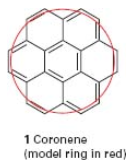 1 Coronene
(model ring in red)